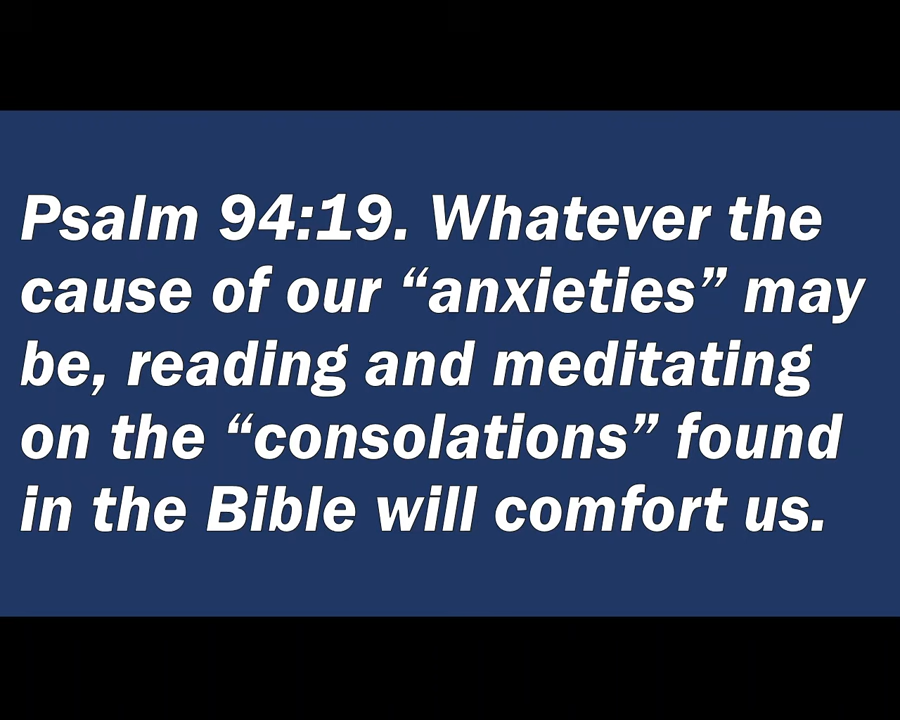 Psalm 94:19. Whatever the
cause of our “anxieties” may
be, reading and meditating
on the “consolations” found
in the Bible will comfort us.